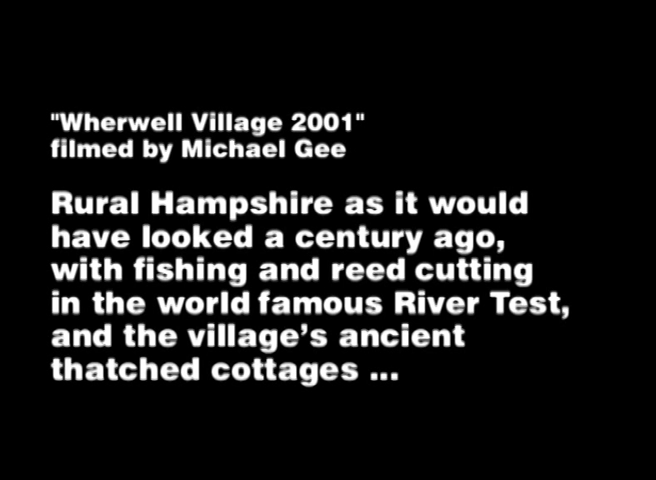 "Wherwell Village 2001"
filmed by Michael Gee
Rural Hampshire as it would
have looked a century ago,
with fishing and reed cutting
in the world famous River Test,
and the village's ancient
thatched cottages ...